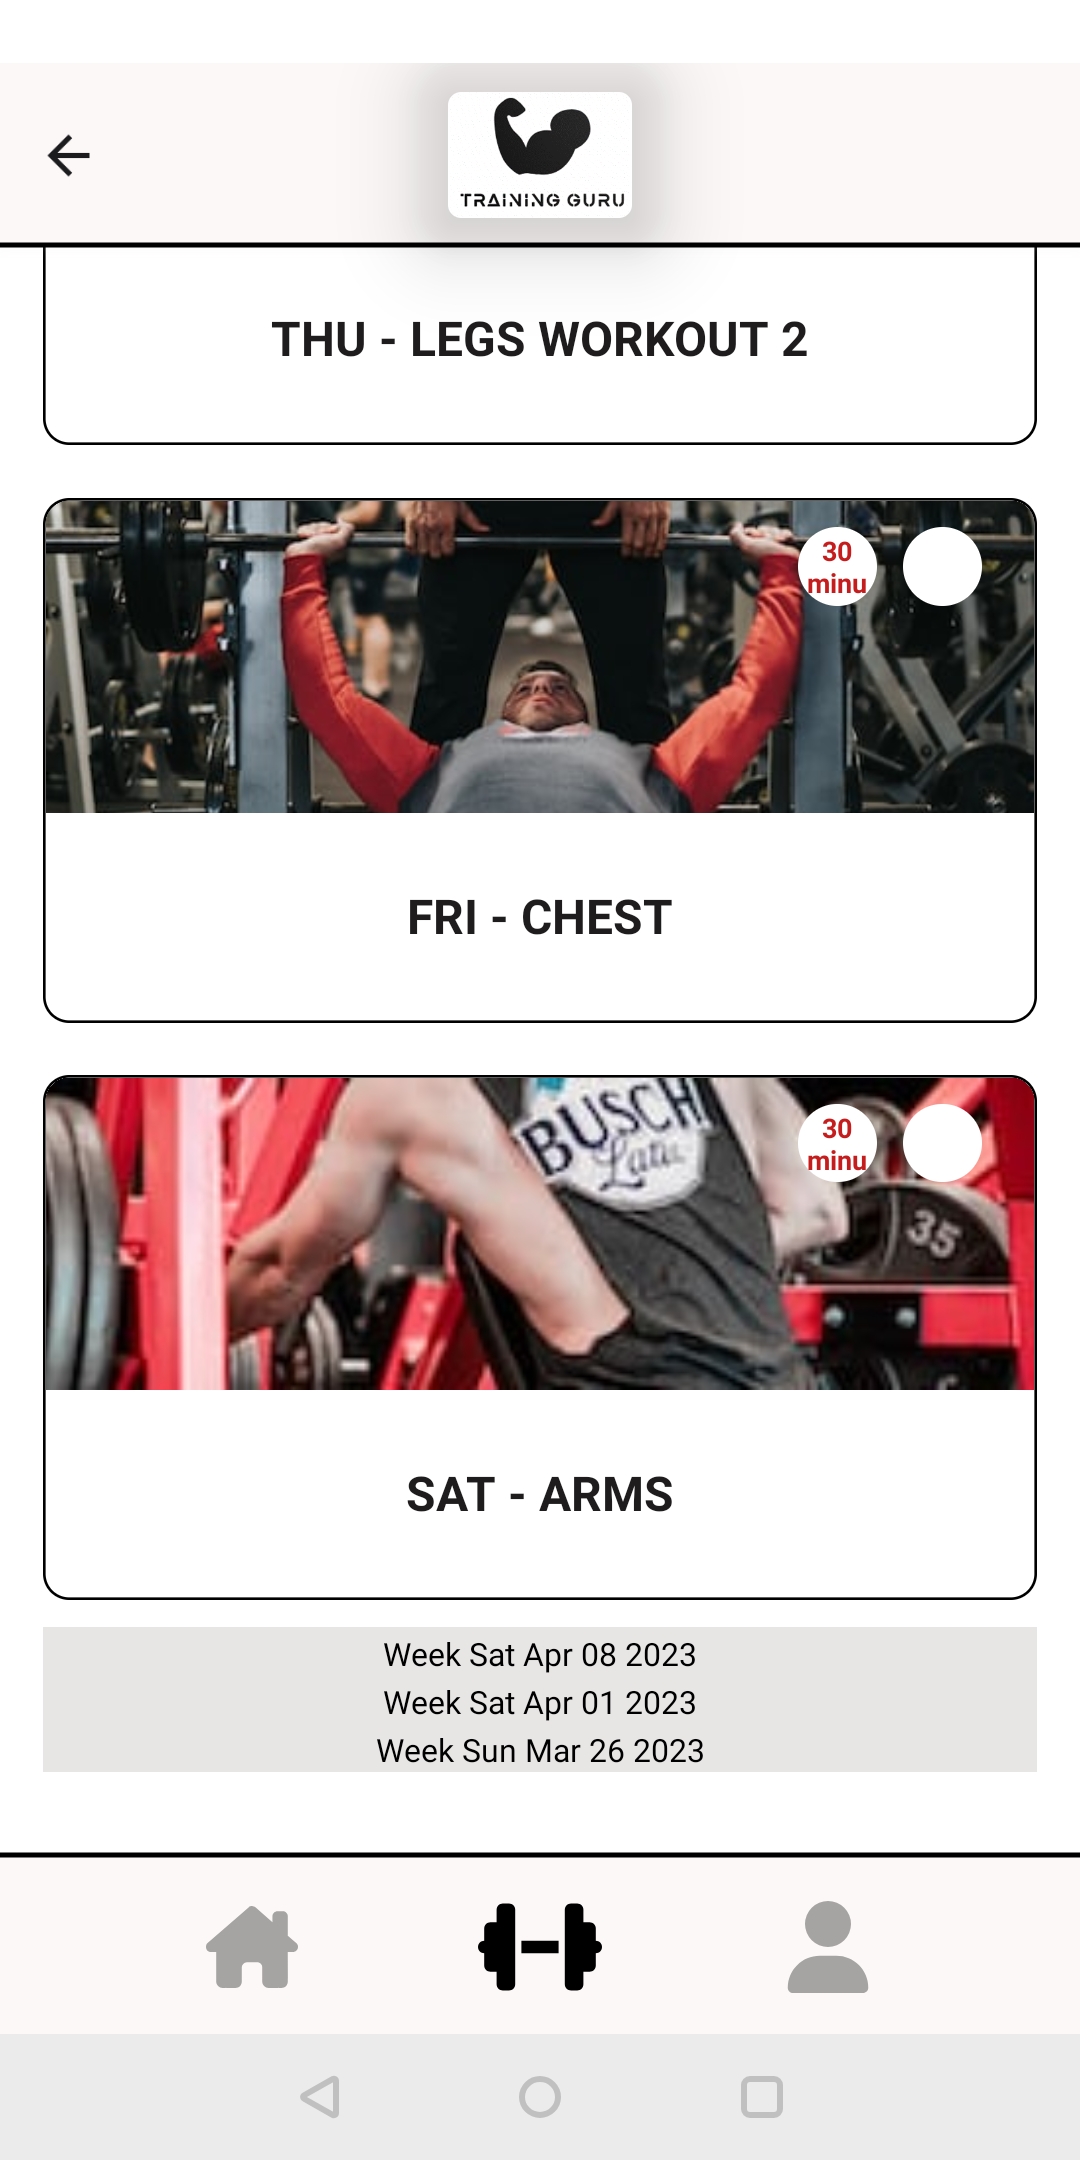 TRAINING GURU
THU - LEGS WORKOUT 2
30
minu
FRI - CHEST
BUSCH
Latte
30
minu
35
SAT - ARMS
Week Sat Apr 08 2023
Week Sat Apr 01 2023
Week Sun Mar 26 2023